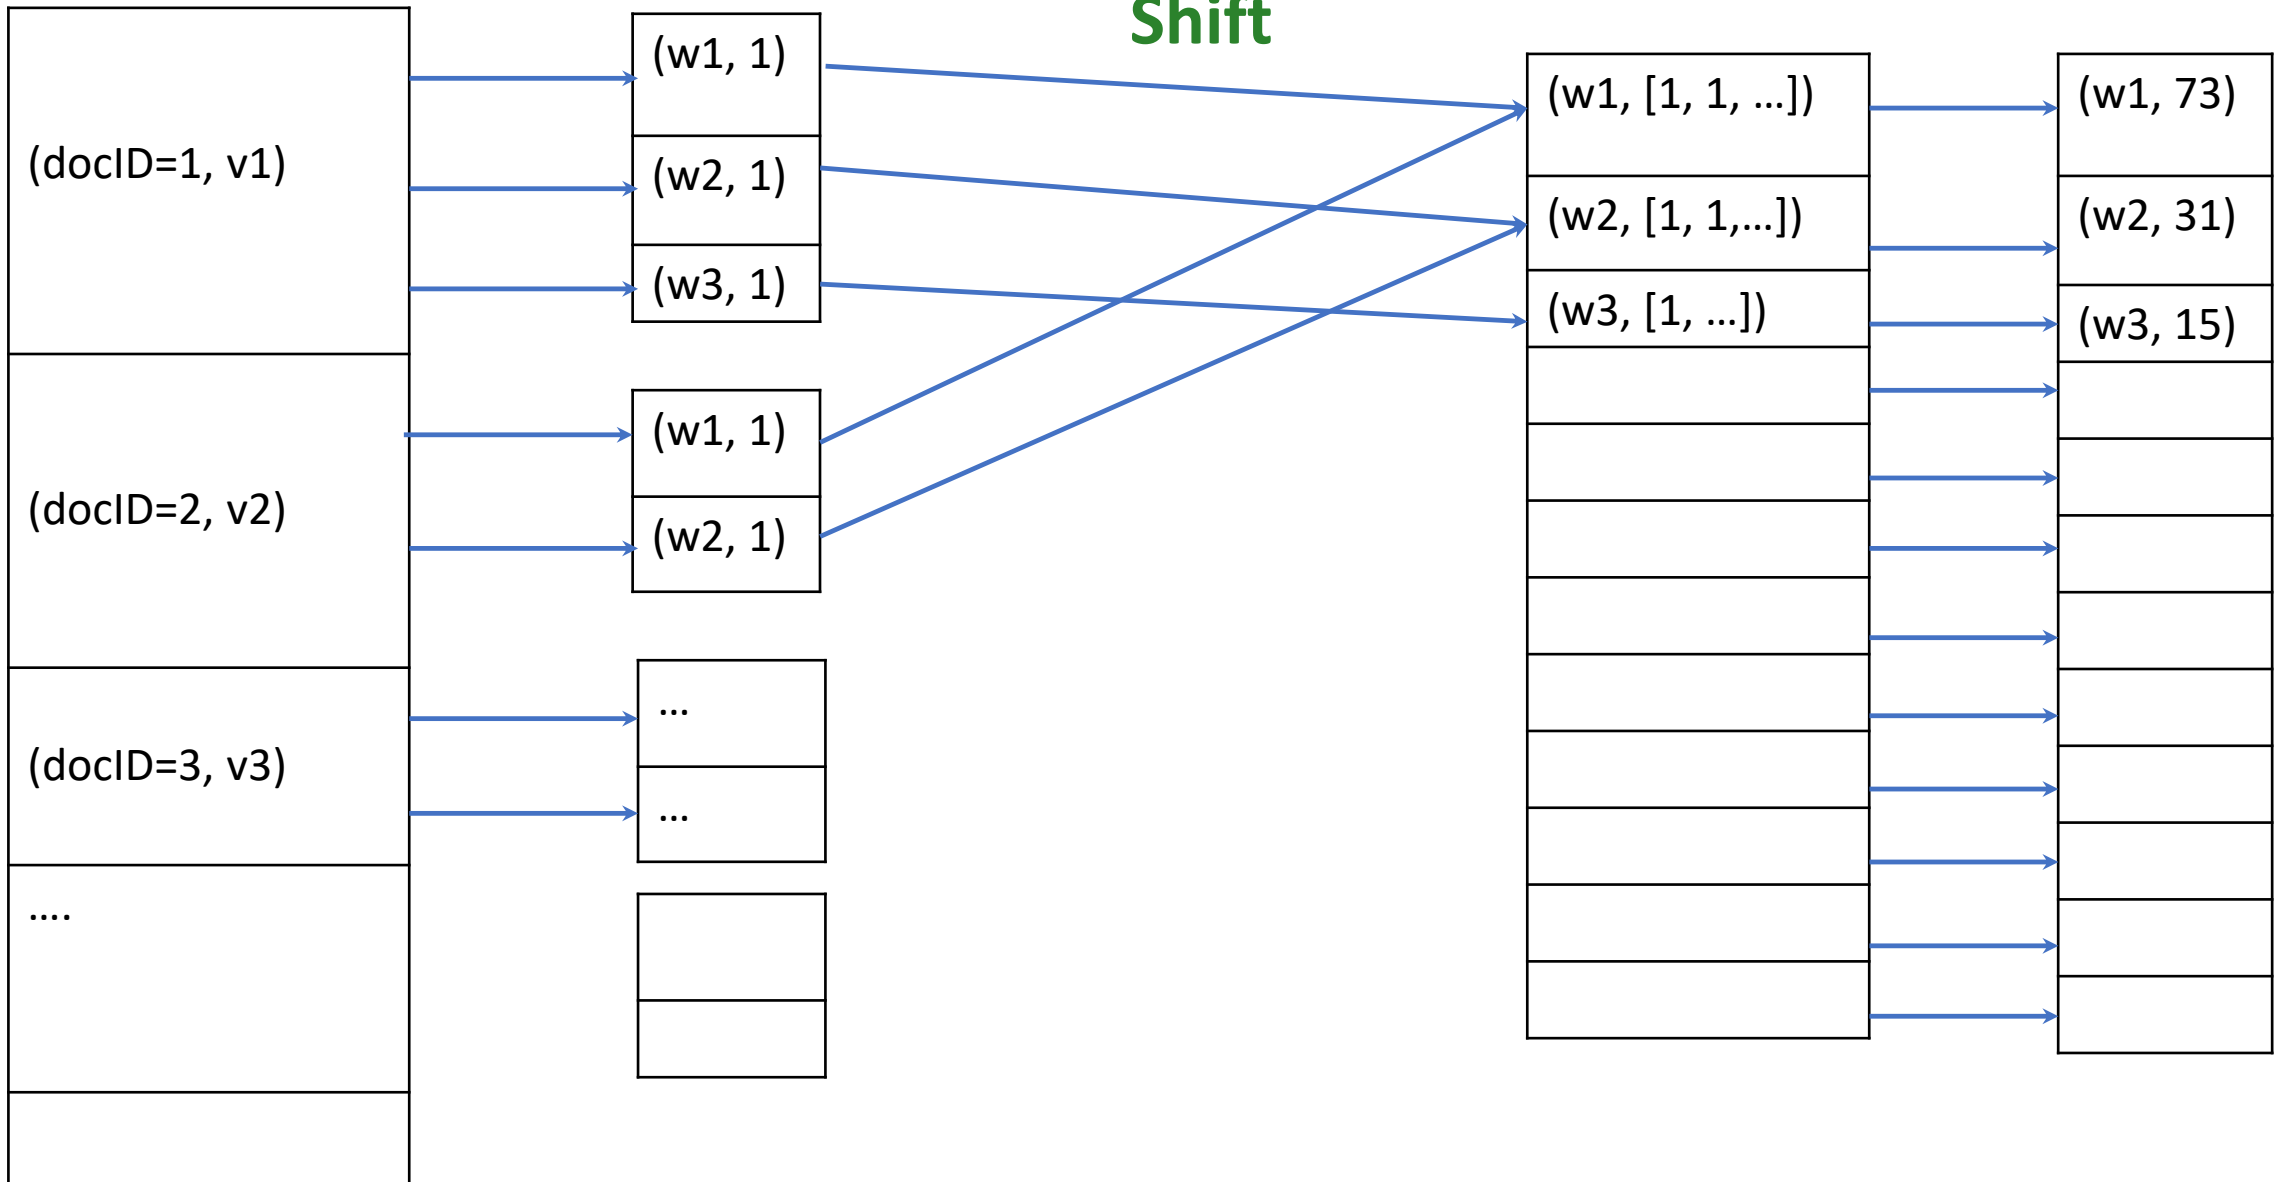 Shift
(docID=1, v1)
(docID=2, v2)
(docID=3, v3)
....
(w1, 1)
(w2, 1)
(w3, 1)
(w1, 1)
(w2, 1)
...
...
(w1, [1, 1, ...])
(w2, [1, 1,...])
(w3, [1, ...])
(w1, 73)
(w2, 31)
(w3, 15)